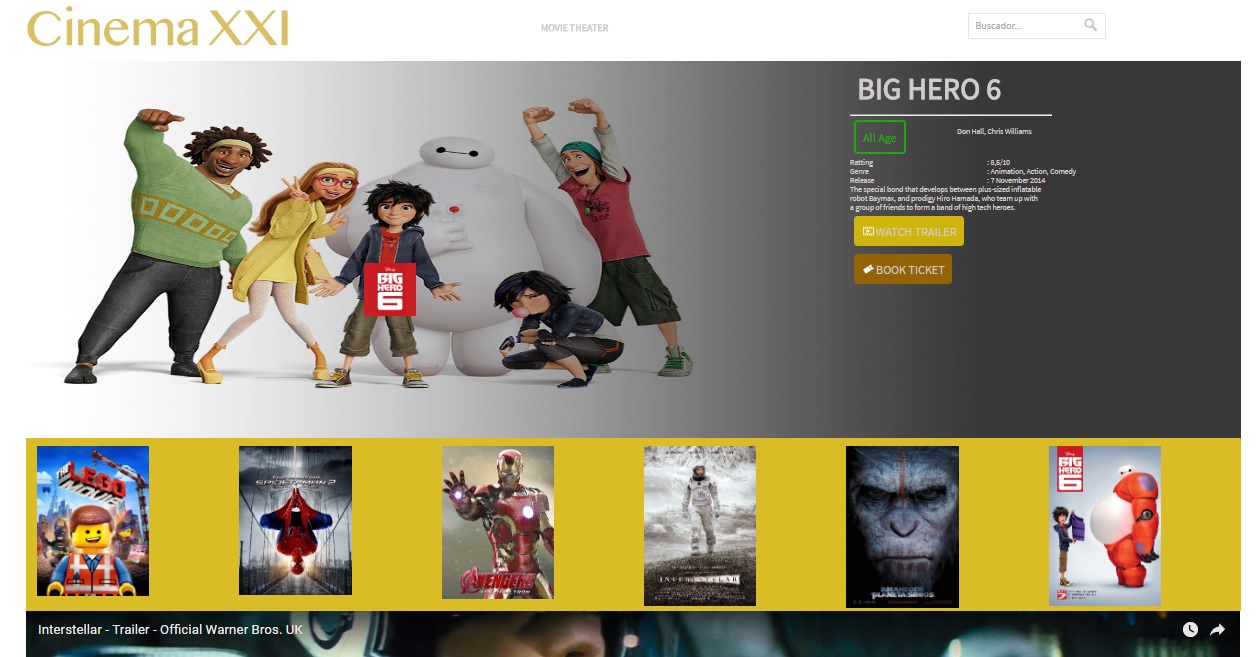 Cinema XXI
MOVIE THEATER
Buscador...
BIG HERO 6
All Age
Don Hall, Chris Williams
Ratting : 8,5/10
Genre : Animation, Action, Comedy
Release : 7 November 2014
The special bond that develops between plus-sized inflatable
robot Baymax, and prodigy Hiro Hamada, who team up with
a group of friends to form a band of high tech heroes.
WATCH TRAILER
BOOK TICKET
Disney
BIG
HERO
6
THE
LEGO
MOVIE
SPIDER-MAN 2
AVENGERS
INTERSTELLAR
PLANETA SIMIOS
BIG
HERO
6
Interstellar - Trailer - Official Warner Bros. UK